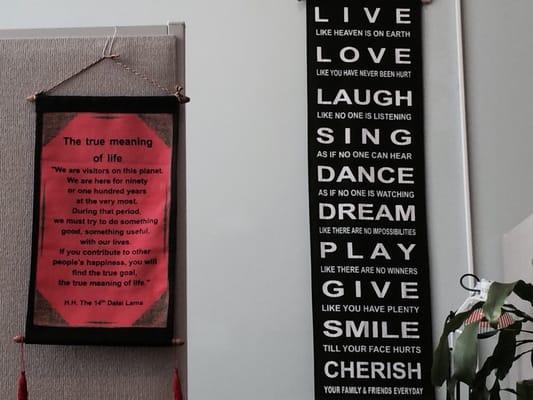 The true meaning
of life
"We are visitors on this planet.
We are here for ninety
or one hundred years
at the very most.
During that period,
we must try to do something
good, something useful,
with our lives.
If you contribute to other
people's happiness, you will
find the true goal,
the true meaning of life."
H.H. The 14th Dalai Lama
LIVE
LIKE HEAVEN IS ON EARTH
LOVE
LIKE YOU HAVE NEVER BEEN HURT
LAUGH
LIKE NO ONE IS LISTENING
SING
AS IF NO ONE CAN HEAR
DANCE
AS IF NO ONE IS WATCHING
DREAM
LIKE THERE ARE NO IMPOSSIBILITIES
PLAY
LIKE THERE ARE NO WINNERS
GIVE
LIKE YOU HAVE PLENTY
SMILE
TILL YOUR FACE HURTS
CHERISH
YOUR FAMILY & FRIENDS EVERYDAY